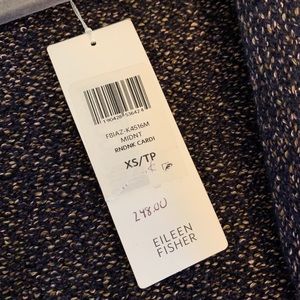 F8IAZ-K4516M
MIDNT
RNDNK CARDI
XS/TP
248.00
EILEEN
FISHER